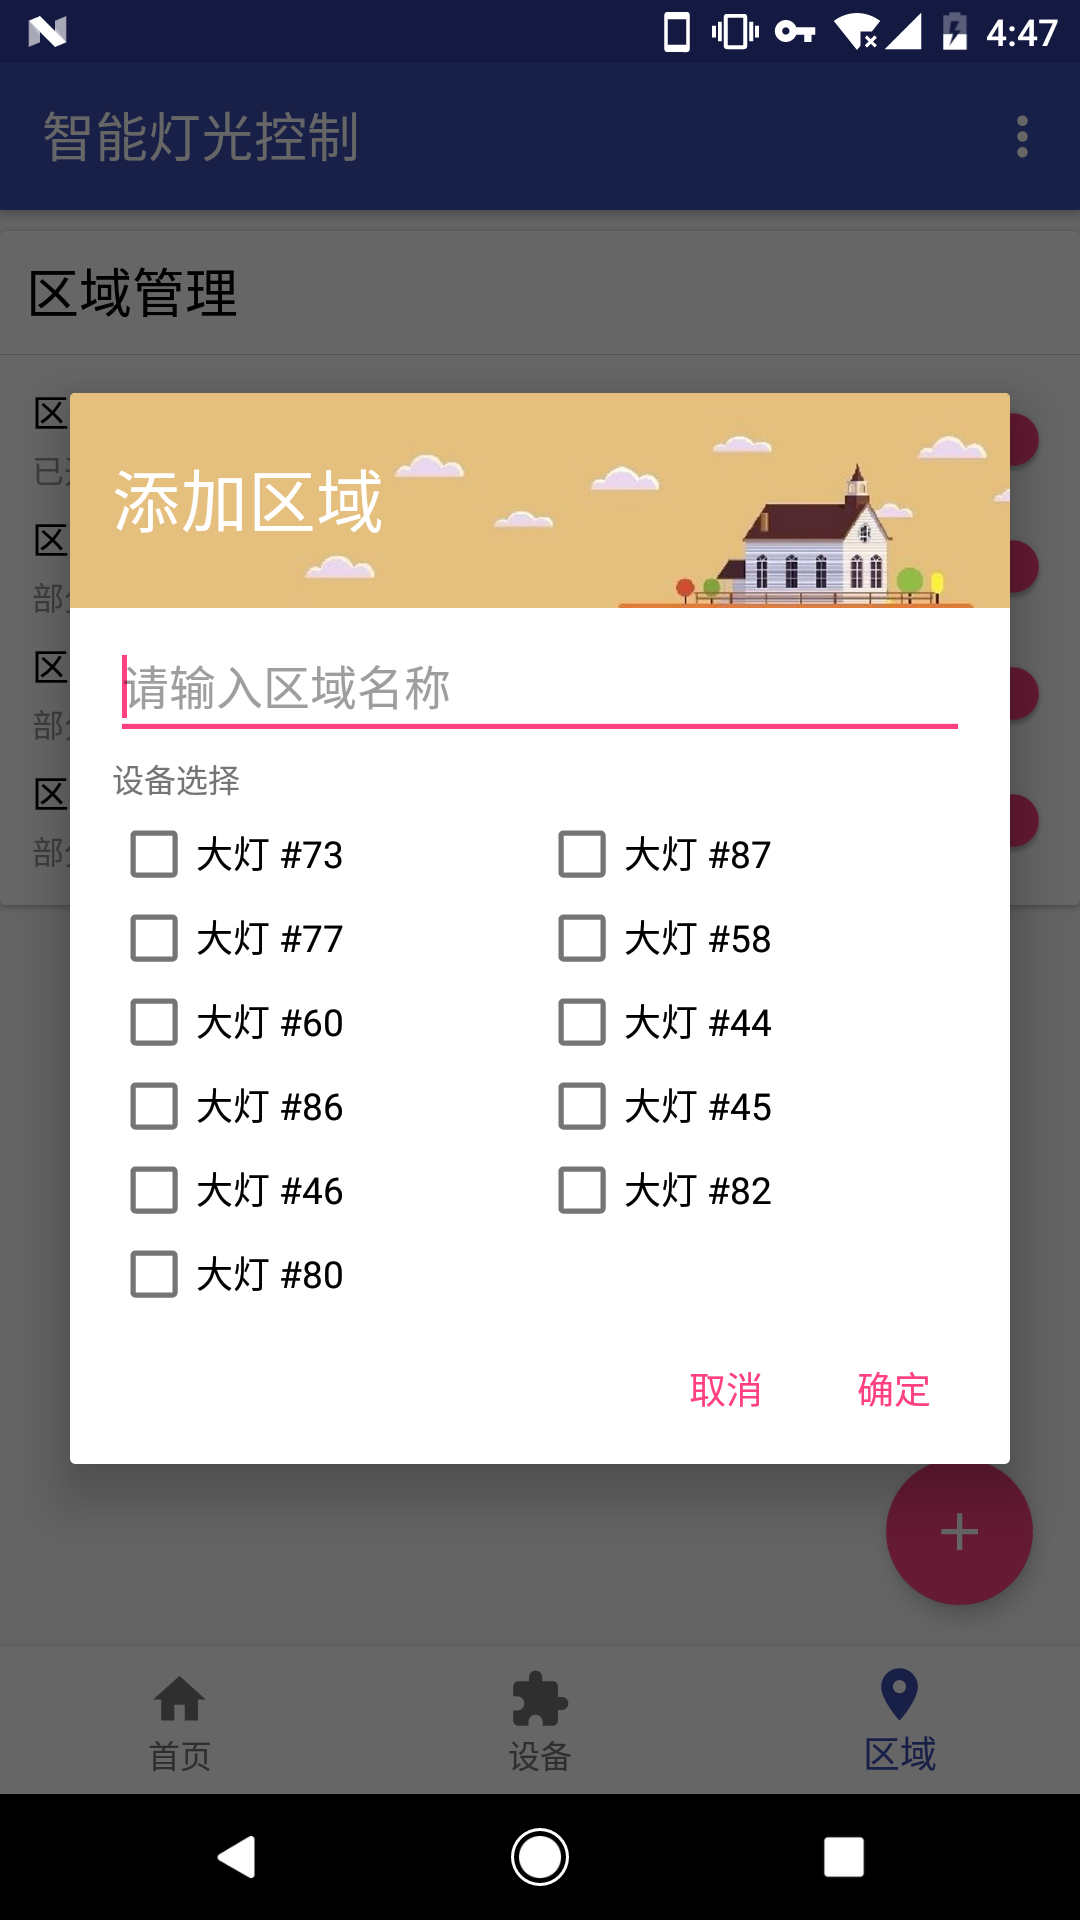 4:47
智能灯光控制
区域管理
区
已
区
部
区
部
区
部
添加区域
请输入区域名称
设备选择
大灯 #73
大灯 #87
大灯 #77
大灯 #58
大灯 #60
大灯 #44
大灯 #86
大灯 #45
大灯 #46
大灯 #82
大灯 #80
取消
确定
首页
设备
区域